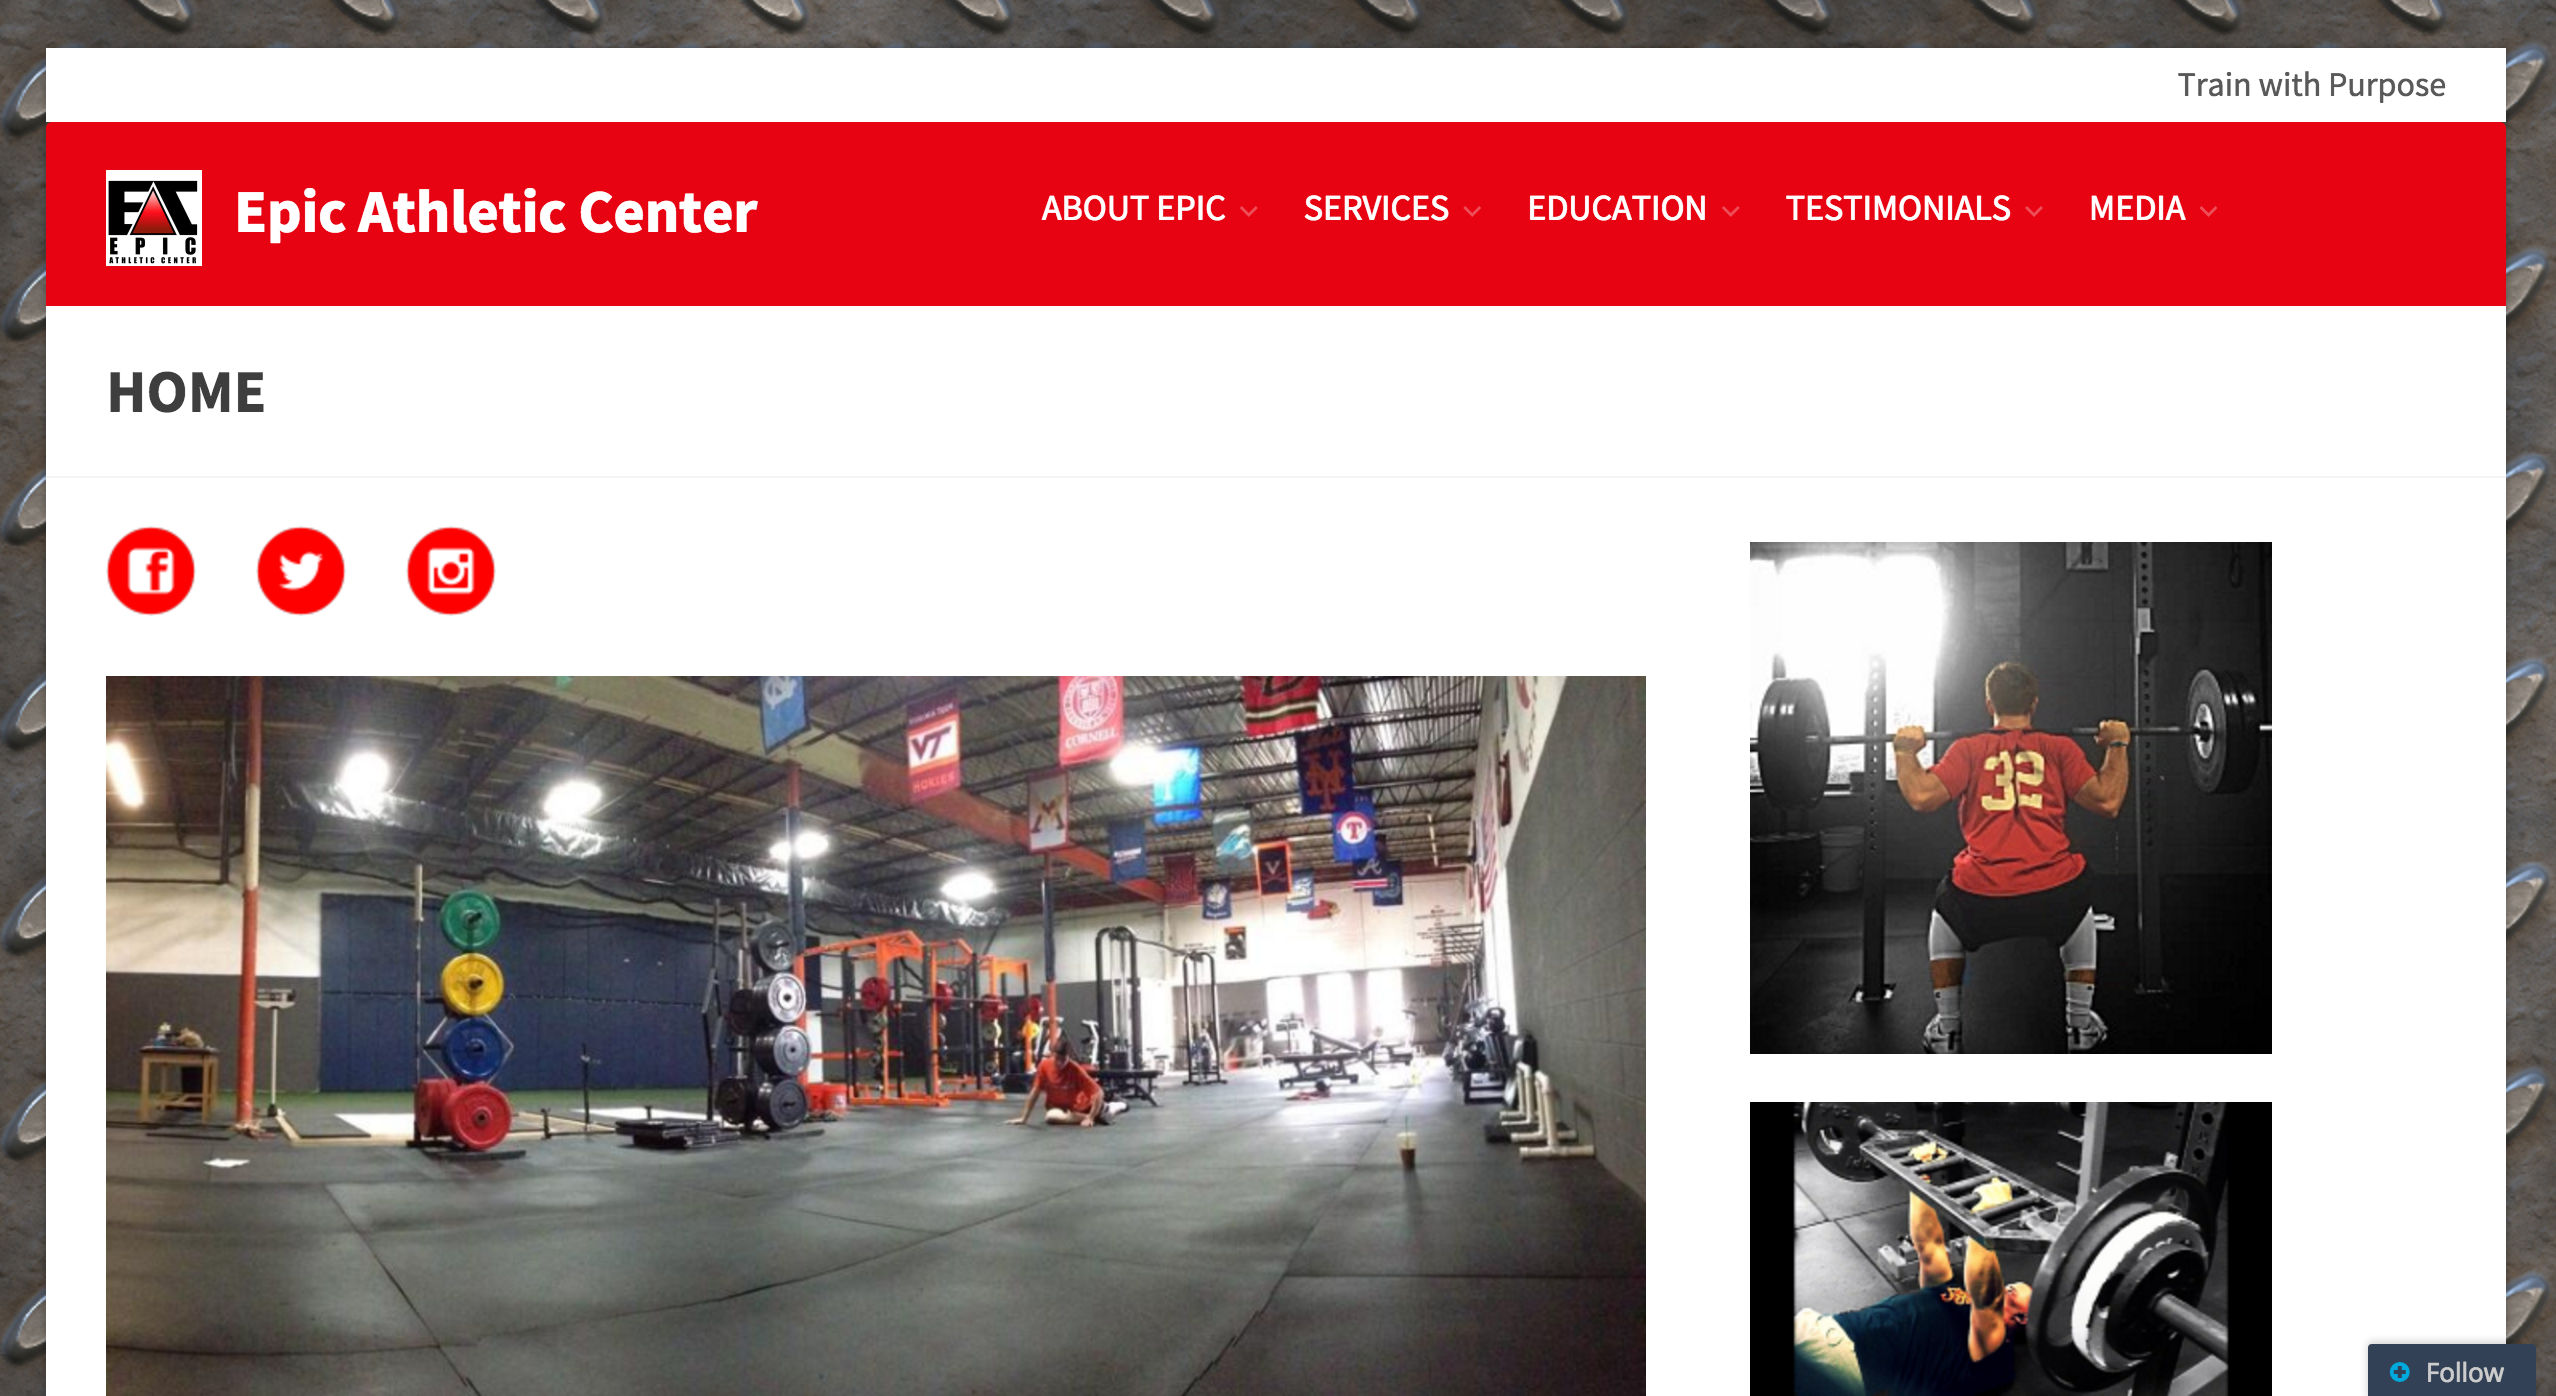 Train with Purpose
EAC
EPIC
ATHLETIC CENTER
Epic Athletic Center
ABOUT EPIC
SERVICES
EDUCATION
TESTIMONIALS
MEDIA
HOME
VT
HOKIES
CORNELL
T
V
A
32
Follow